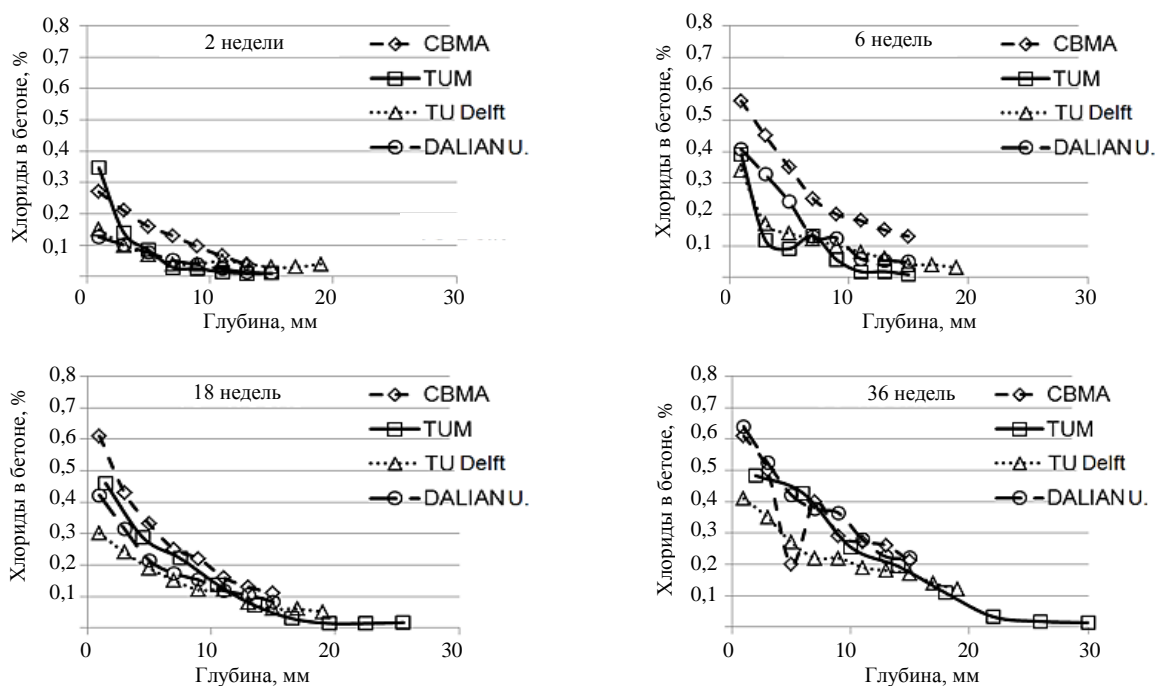 0,8
0,7
0,6
0,5
0,4
0,3
0,2
0,1
Хлориды в бетоне, %
2 недели
CBMA
TUM
TU Delft
DALIAN U.
0 10 20 30
Глубина, мм
0,8
0,7
0,6
0,5
0,4
0,3
0,2
0,1
Хлориды в бетоне, %
6 недель
CBMA
TUM
TU Delft
DALIAN U.
0 10 20 30
Глубина, мм
0,8
0,7
0,6
0,5
0,4
0,3
0,2
0,1
Хлориды в бетоне, %
18 недель
CBMA
TUM
TU Delft
DALIAN U.
0 10 20 30
Глубина, мм
0,8
0,7
0,6
0,5
0,4
0,3
0,2
0,1
Хлориды в бетоне, %
36 недель
CBMA
TUM
TU Delft
DALIAN U.
0 10 20 30
Глубина, мм